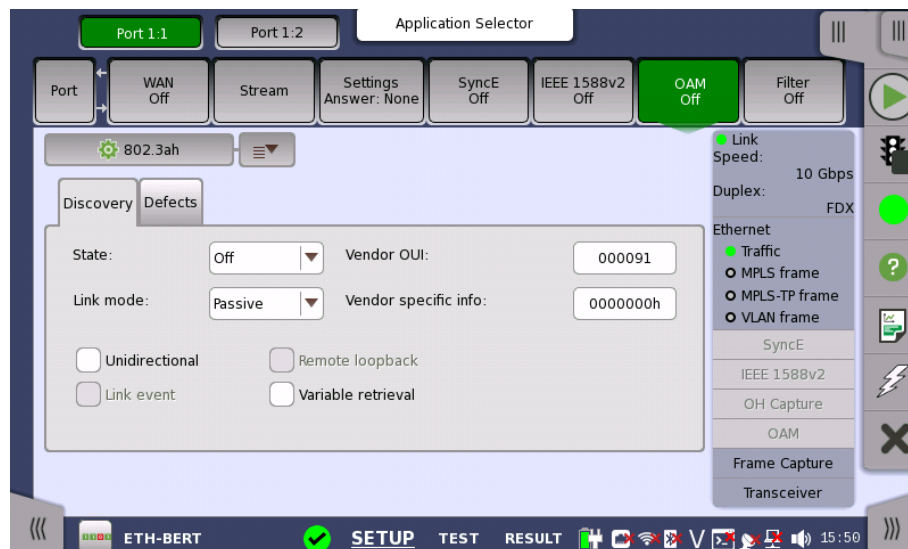 Application Selector
Port 1:1
Port 1:2
Port
WAN
Off
Stream
Settings
Answer: None
SyncE
Off
IEEE 1588v2
Off
OAM
Off
Filter
Off
802.3ah
Discovery
Defects
State:
Off
Vendor OUI:
000091
Link mode:
Passive
Vendor specific info:
0000000h
Unidirectional
Remote loopback
Link event
Variable retrieval
Link
Speed:
10 Gbps
Duplex:
FDX
Ethernet
Traffic
MPLS frame
MPLS-TP frame
VLAN frame
SyncE
IEEE 1588v2
OH Capture
OAM
Frame Capture
Transceiver
ETH-BERT
SETUP
TEST
RESULT
V
15:50